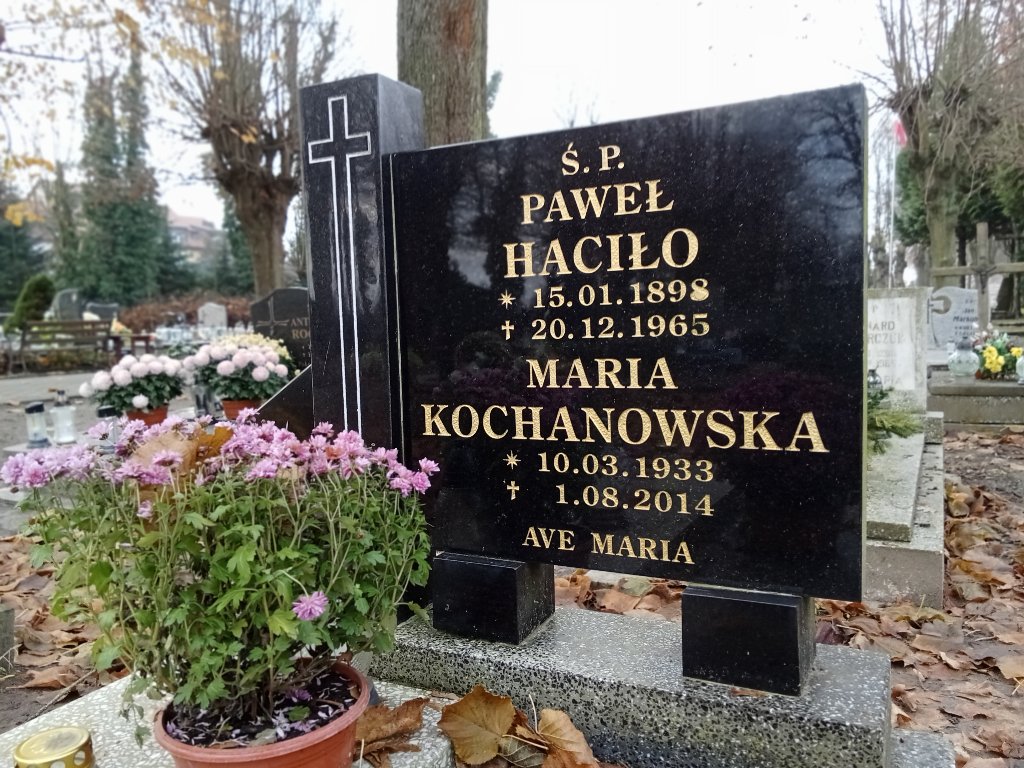 Ś. P.
PAWEŁ
HACIŁO
✴ 15.01.1898
✝ 20.12.1965
MARIA
KOCHANOWSKA
✴ 10.03.1933
✝ 1.08.2014
AVE MARIA